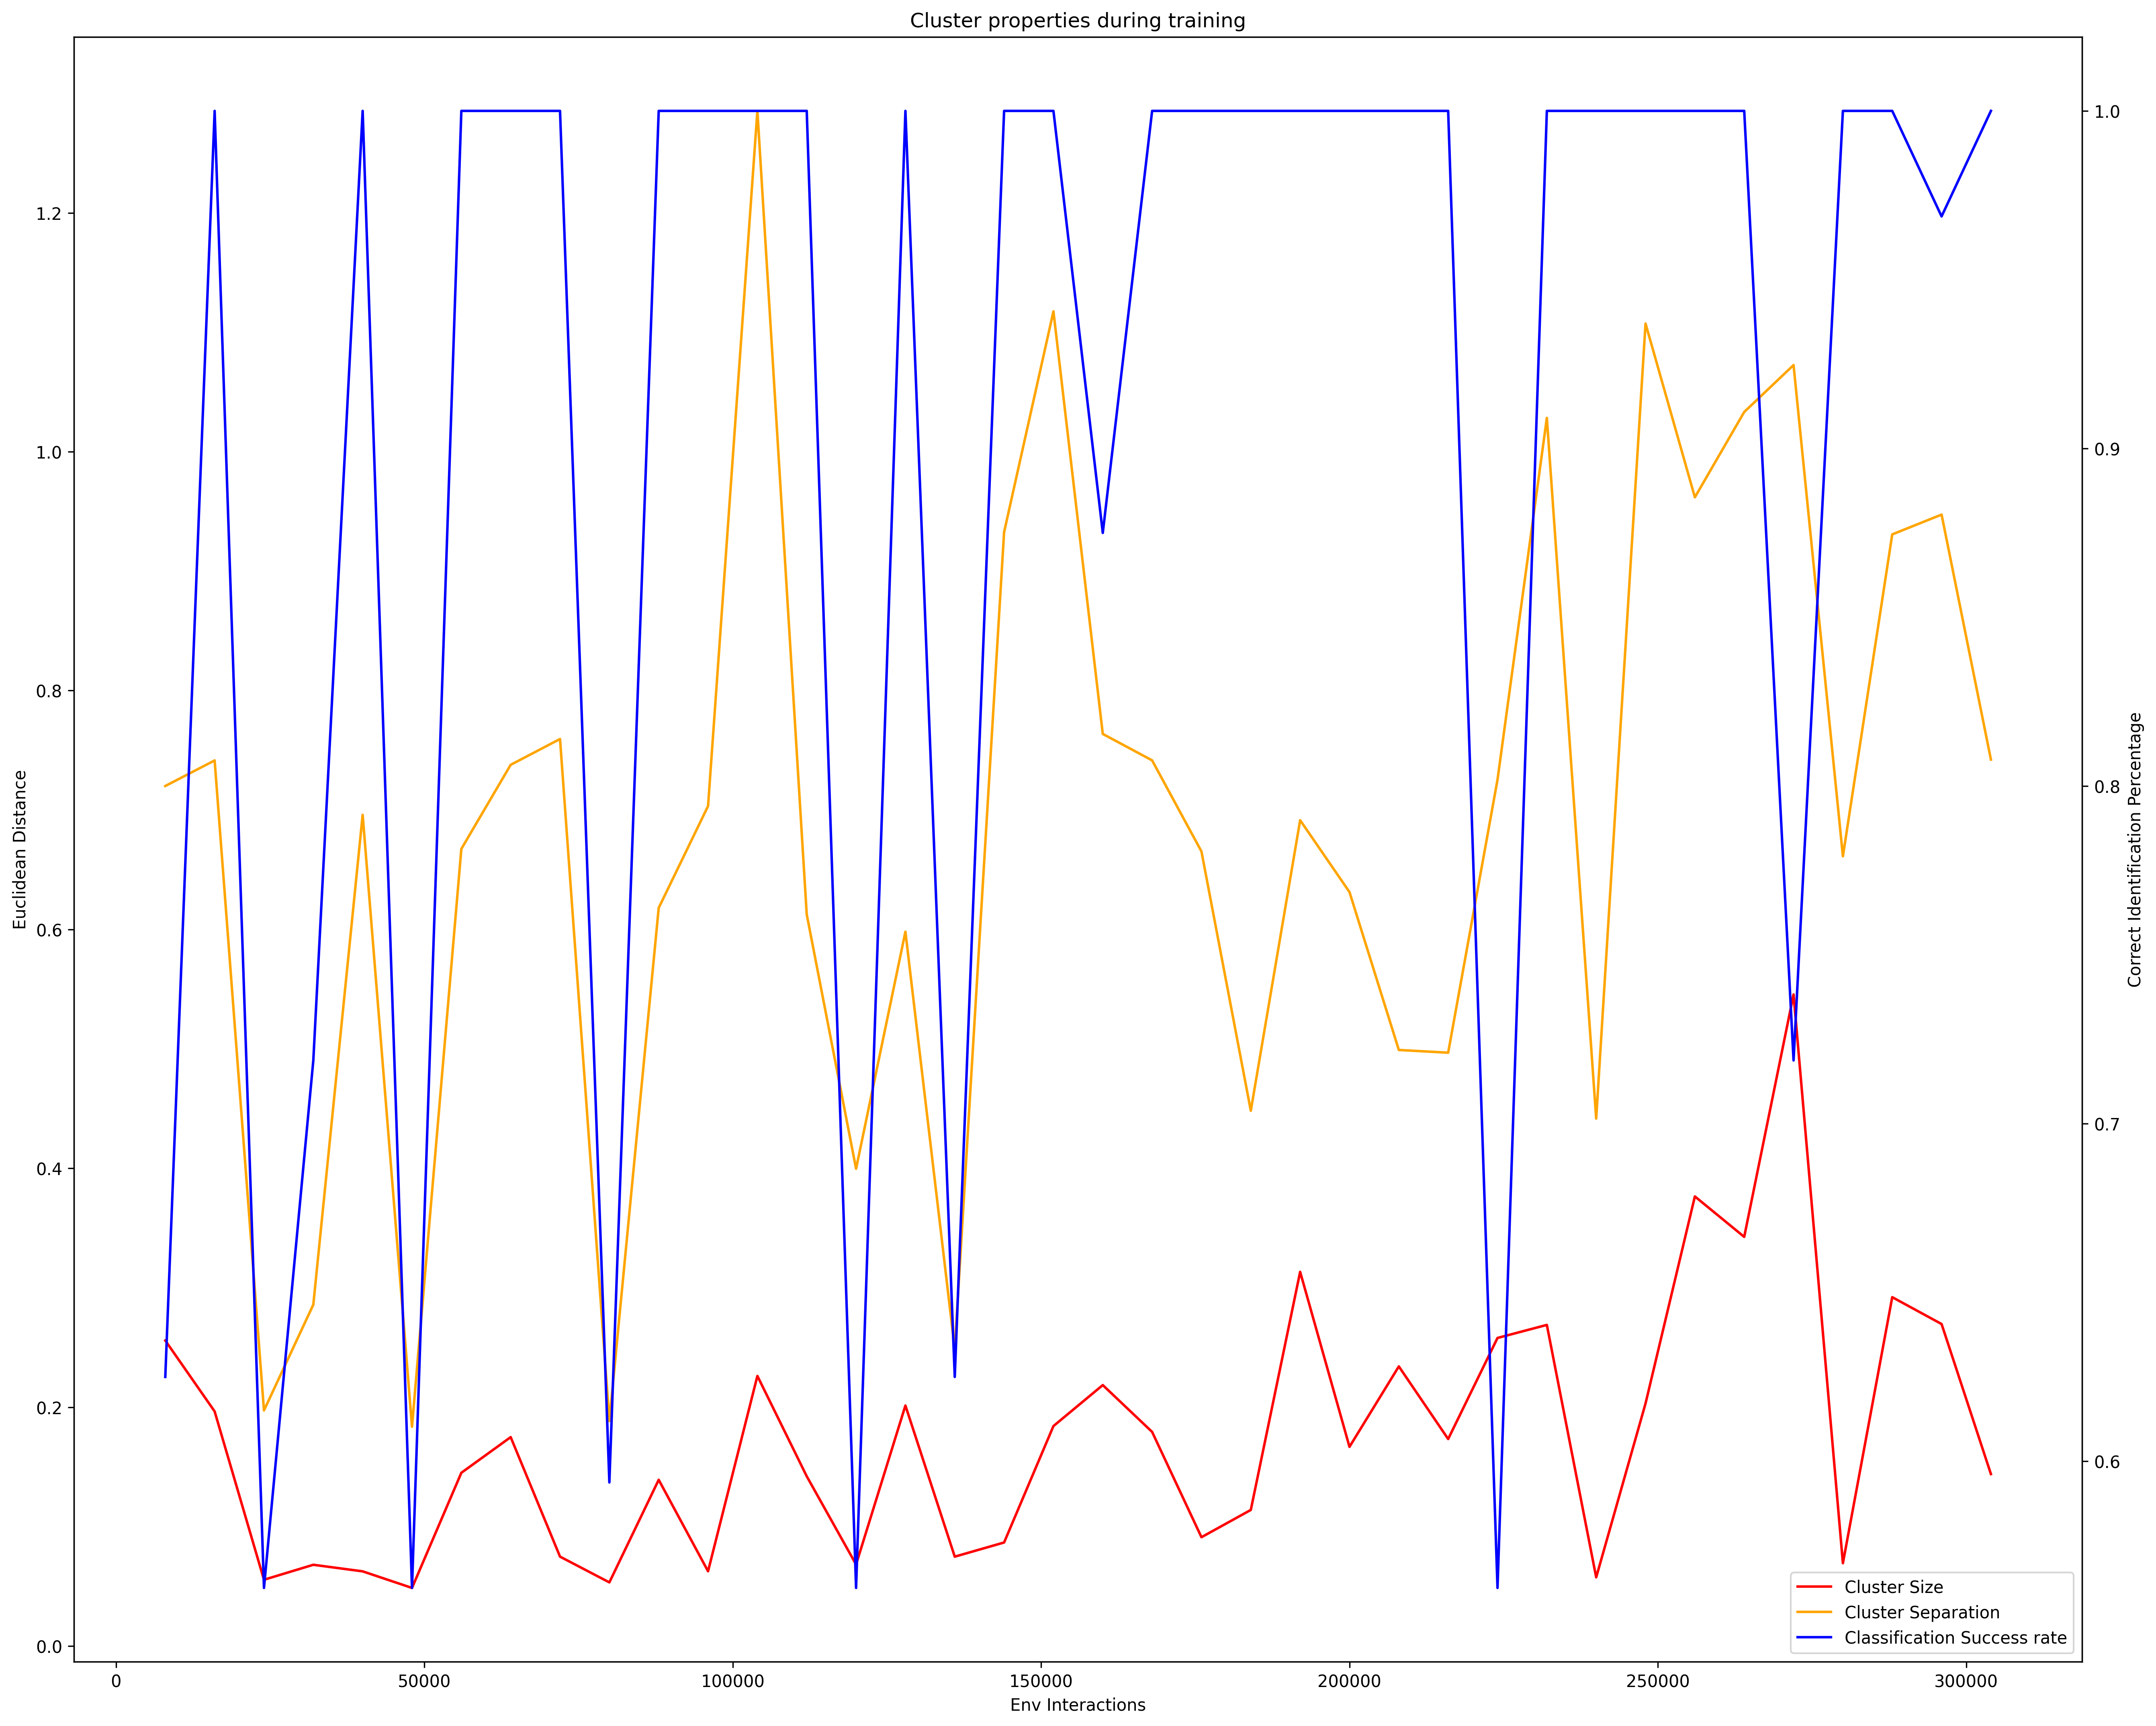 Cluster properties during training
1.2
1.0
0.8
0.6
0.4
0.2
0.0
Euclidean Distance
1.0
0.9
0.8
0.7
0.6
Correct Identification Percentage
Cluster Size
Cluster Separation
Classification Success rate
0 50000 100000 150000 200000 250000 300000
Env Interactions